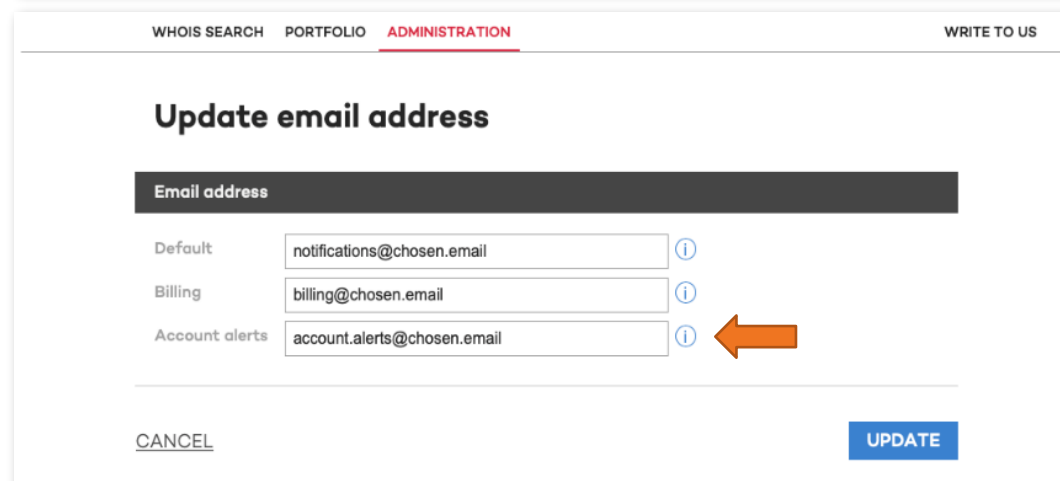 WHOIS SEARCH PORTFOLIO ADMINISTRATION WRITE TO US
Update email address
Email address
Default notifications@chosen.email
Billing billing@chosen.email
Account alerts account.alerts@chosen.email
CANCEL UPDATE